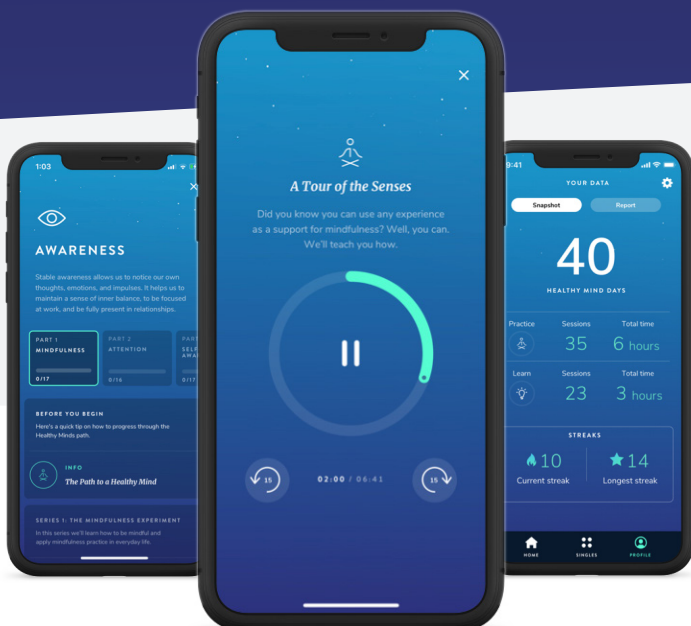 1:03
AWARENESS
Stable awareness allows us to notice our own
thoughts, emotions, and impulses. It helps us to
maintain a sense of inner balance, to be focused
at work, and be fully present in relationships.
PART 1
MINDFULNESS
0/17
PART 2
ATTENTION
0/16
PART
SELF
AWA
0/17
BEFORE YOU BEGIN
Here's a quick tip on how to progress through the
Healthy Minds path.
INFO
The Path to a Healthy Mind
SERIES 1: THE MINDFULNESS EXPERIMENT
In this series we'll learn how to be mindful and
apply mindfulness practice in everyday life.
A Tour of the Senses
Did you know you can use any experience
as a support for mindfulness? Well, you can.
We'll teach you how.
15
02:00 / 06:41
15
9:41
YOUR DATA
Snapshot
Report
40
HEALTHY MIND DAYS
Practice Sessions Total time
35 6 hours
Learn Sessions Total time
23 3 hours
STREAKS
10 14
Current streak Longest streak
HOME SINGLES PROFILE